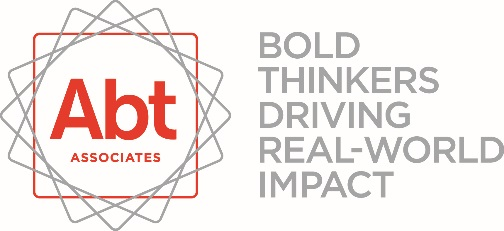 Abt
ASSOCIATES
BOLD
THINKERS
DRIVING
REAL-WORLD
IMPACT